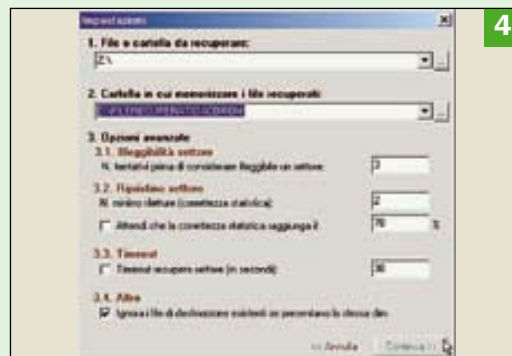 Impostazioni
4
1. File o cartella da recuperare:
Z:\
...
2. Cartella in cui memorizzare i file recuperati:
...
3. Opzioni avanzate
3.1. Illeggibilità settore
N. tentativi prima di considerare illeggibile un settore: 3
3.2. Ripristino settore
N. minimo riletture (correttezza statistica): 2
Attendi che la correttezza statistica raggiunga il 70 %
3.3. Timeout
Timeout recupero settore (in secondi): 30
3.4. Altro
Ignora i file di destinazione esistenti se presentano la stessa dim.
<< Annulla Continua >>